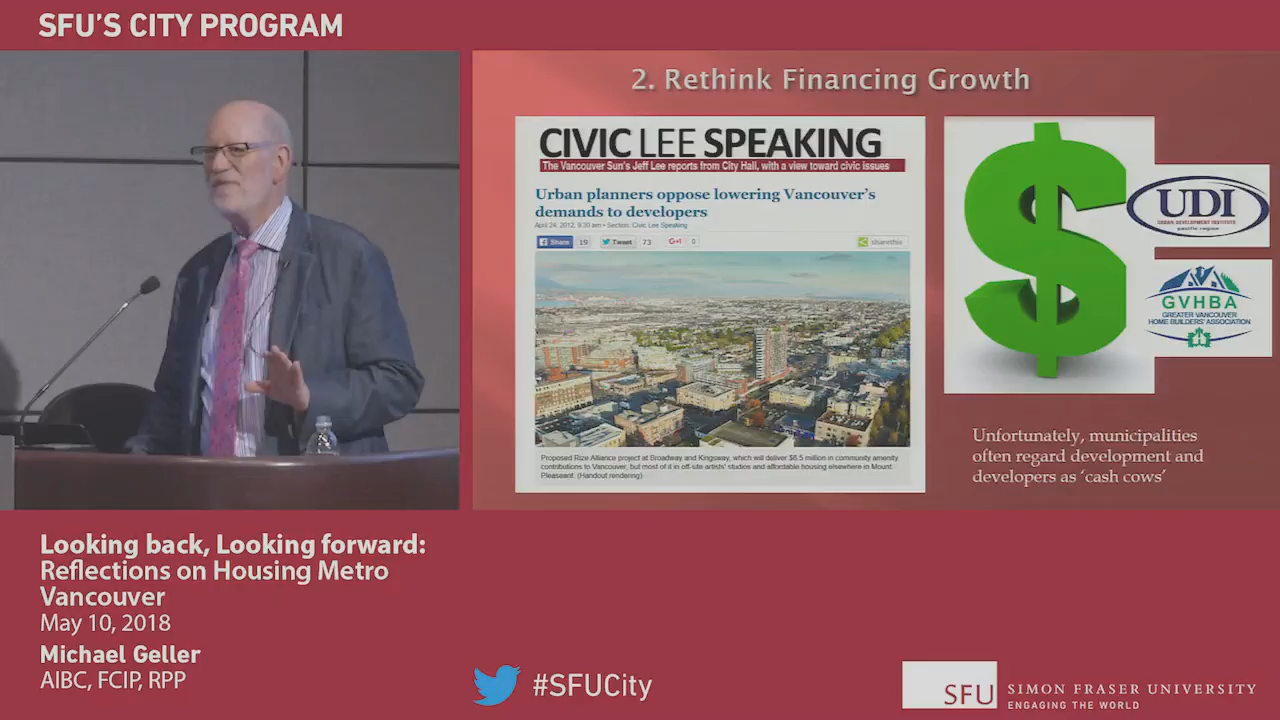 SFU'S CITY PROGRAM
2. Rethink Financing Growth
CIVIC LEE SPEAKING
The Vancouver Sun's Jeff Lee reports from City Hall, with a view toward civic issues
Urban planners oppose lowering Vancouver's
demands to developers
April 24, 2012, 9:30 am • Section: Civic Lee Speaking
Share 19 Tweet 73 G+1 0 sharethis
Proposed Rize Alliance project at Broadway and Kingsway, which will deliver $6.5 million in community amenity
contributions to Vancouver, but most of it in off-site artists' studios and affordable housing elsewhere in Mount
Pleasant. (Handout rendering)
$
UDI
URBAN DEVELOPMENT INSTITUTE
pacific region
GVHBA
GREATER VANCOUVER
HOME BUILDERS' ASSOCIATION
Unfortunately, municipalities
often regard development and
developers as 'cash cows'
Looking back, Looking forward:
Reflections on Housing Metro
Vancouver
May 10, 2018
Michael Geller
AIBC, FCIP, RPP
#SFUCity
SFU SIMON FRASER UNIVERSITY
ENGAGING THE WORLD